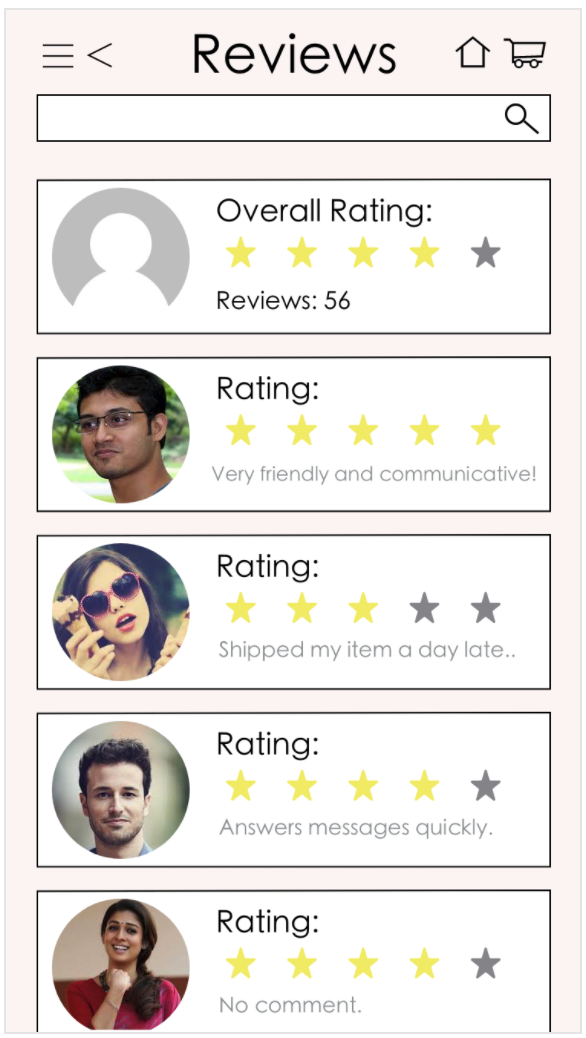 Reviews
Overall Rating:
Reviews: 56
Rating:
Very friendly and communicative!
Rating:
Shipped my item a day late..
Rating:
Answers messages quickly.
Rating:
No comment.